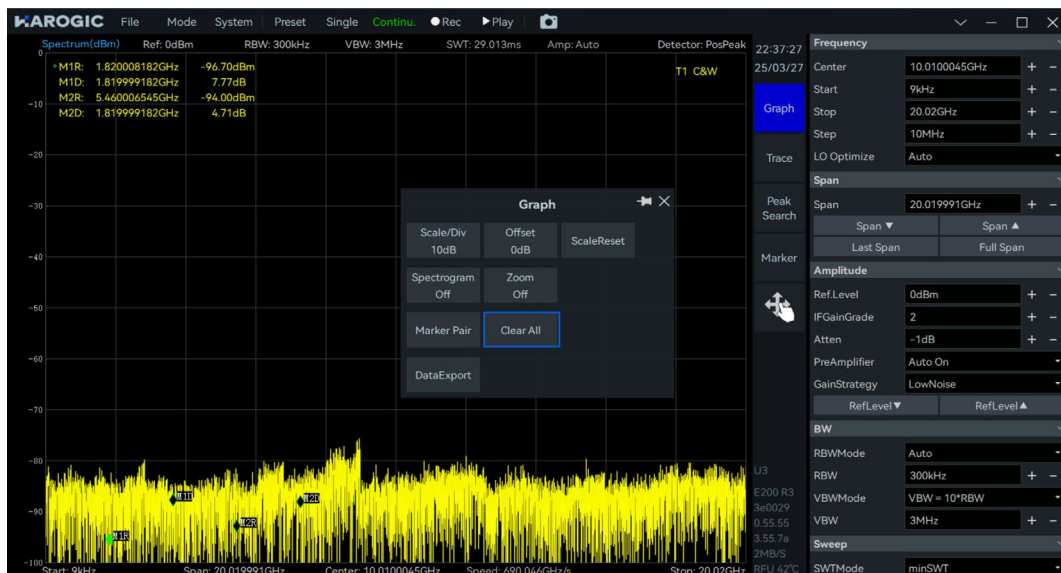 HAROGIC File Mode System Preset Single Continu. Rec Play
Spectrum(dBm) Ref: 0dBm RBW: 300kHz VBW: 3MHz SWT: 29.013ms Amp: Auto Detector: PosPeak
M1R: 1.820008182GHz -96.70dBm
M1D: 1.819999182GHz 7.77dB
M2R: 5.460006545GHz -94.00dBm
M2D: 1.819999182GHz 4.71dB
T1 C&W
0
-10
-20
-30
-40
-50
-60
-70
-80
-90
-100
M1R
M1D
M2R
M2D
Graph
Scale/Div
10dB
Offset
0dB
ScaleReset
Spectrogram
Off
Zoom
Off
Marker Pair
Clear All
DataExport
Start: 9kHz Span: 20.019991GHz Center: 10.0100045GHz Speed: 690.046GHz/s Stop: 20.02GHz
22:37:27
25/03/27
Graph
Trace
Peak
Search
Marker
U3
E200 R3
3e0029
0.55.55
3.55.7a
2MB/S
RFU 42°C
Frequency
Center 10.0100045GHz + -
Start 9kHz + -
Stop 20.02GHz + -
Step 10MHz + -
LO Optimize Auto
Span
Span 20.019991GHz + -
Span ▼ Span ▲
Last Span Full Span
Amplitude
Ref.Level 0dBm + -
IFGainGrade 2 + -
Atten -1dB + -
PreAmplifier Auto On
GainStrategy LowNoise
RefLevel▼ RefLevel▲
BW
RBWMode Auto
RBW 300kHz + -
VBWMode VBW = 10*RBW
VBW 3MHz + -
Sweep
SWTMode minSWT